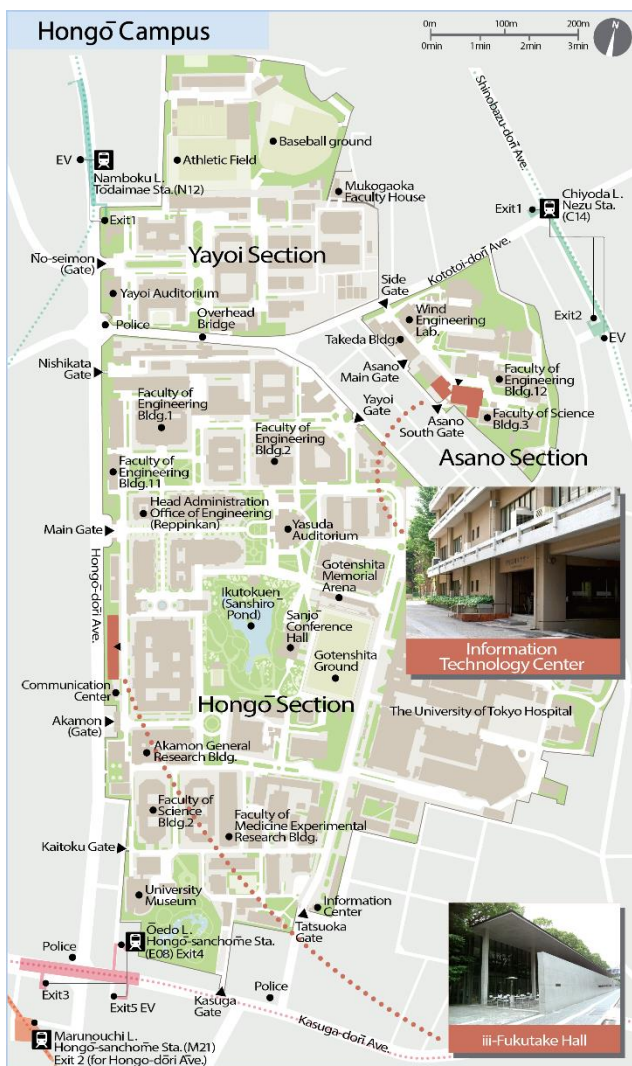 Hongō Campus
0m 100m 200m
0min 1min 2min 3min
N
Baseball ground
Athletic Field
EV
Namboku L.
Todaimae Sta.(N12)
Mukogaoka
Faculty House
Shinobazu-dori Ave.
Exit1
Chiyoda L.
Nezu Sta.
(C14)
Exit1
Yayoi Section
No-seimon
(Gate)
Kototoi-dori Ave.
Side
Gate
Yayoi Auditorium
Wind
Engineering
Lab.
Exit2
Overhead
Bridge
Police
Takeda Bldg.
EV
Nishikata
Gate
Asano
Main Gate
Faculty of
Engineering
Bldg.12
Faculty of
Engineering
Bldg.1
Yayoi
Gate
Faculty of Science
Bldg.3
Asano
South Gate
Faculty of
Engineering
Bldg.2
Asano Section
Faculty of
Engineering
Bldg.11
Head Administration
Office of Engineering
(Reppinkan)
Main Gate
Yasuda
Auditorium
Hongō-dori Ave.
Gotenshita
Memorial
Arena
Ikutokuen
(Sanshiro
Pond)
Sanjō
Conference
Hall
Information
Technology Center
Gotenshita
Ground
Communication
Center
Hongō Section
The University of Tokyo Hospital
Akamon
(Gate)
Akamon General
Research Bldg.
Faculty of
Science
Bldg.2
Faculty of
Medicine Experimental
Research Bldg.
Kaitoku Gate
University
Museum
Information
Center
Tatsuoka
Gate
Ōedo L.
Hongō-sanchome Sta.
(E08) Exit4
Police
Exit3
Exit5 EV
Kasuga
Gate
Police
Kasuga-dori Ave.
iii-Fukutake Hall
Marunouchi L.
Hongō-sanchome Sta.(M21)
Exit 2 (for Hongo-dōri Ave.)